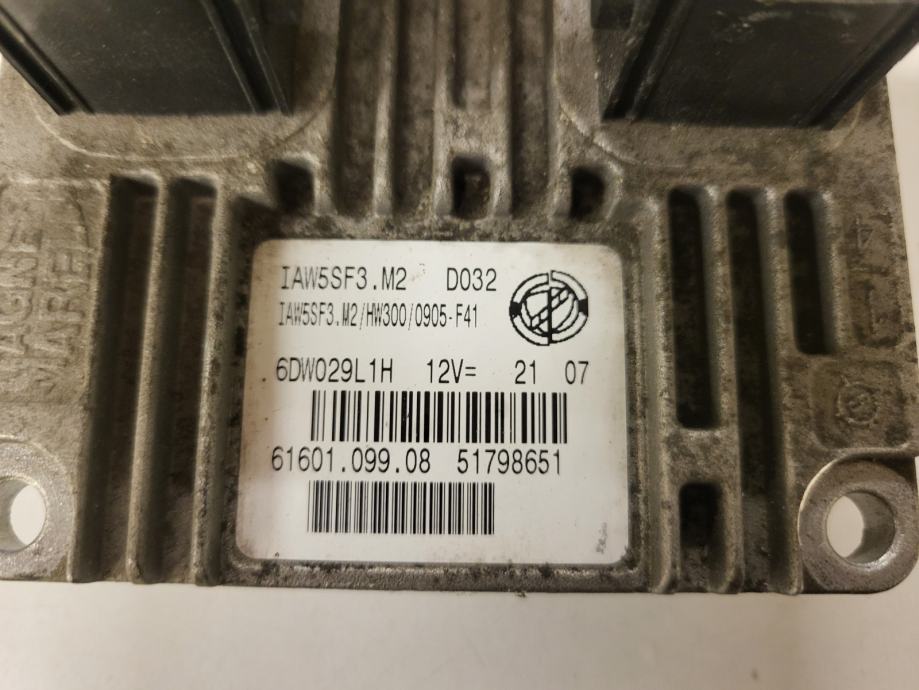 IAW5SF3.M2 D032
IAW5SF3.M2/HW300/0905-F41
6DW029L1H 12V= 21 07
61601.099.08 51798651